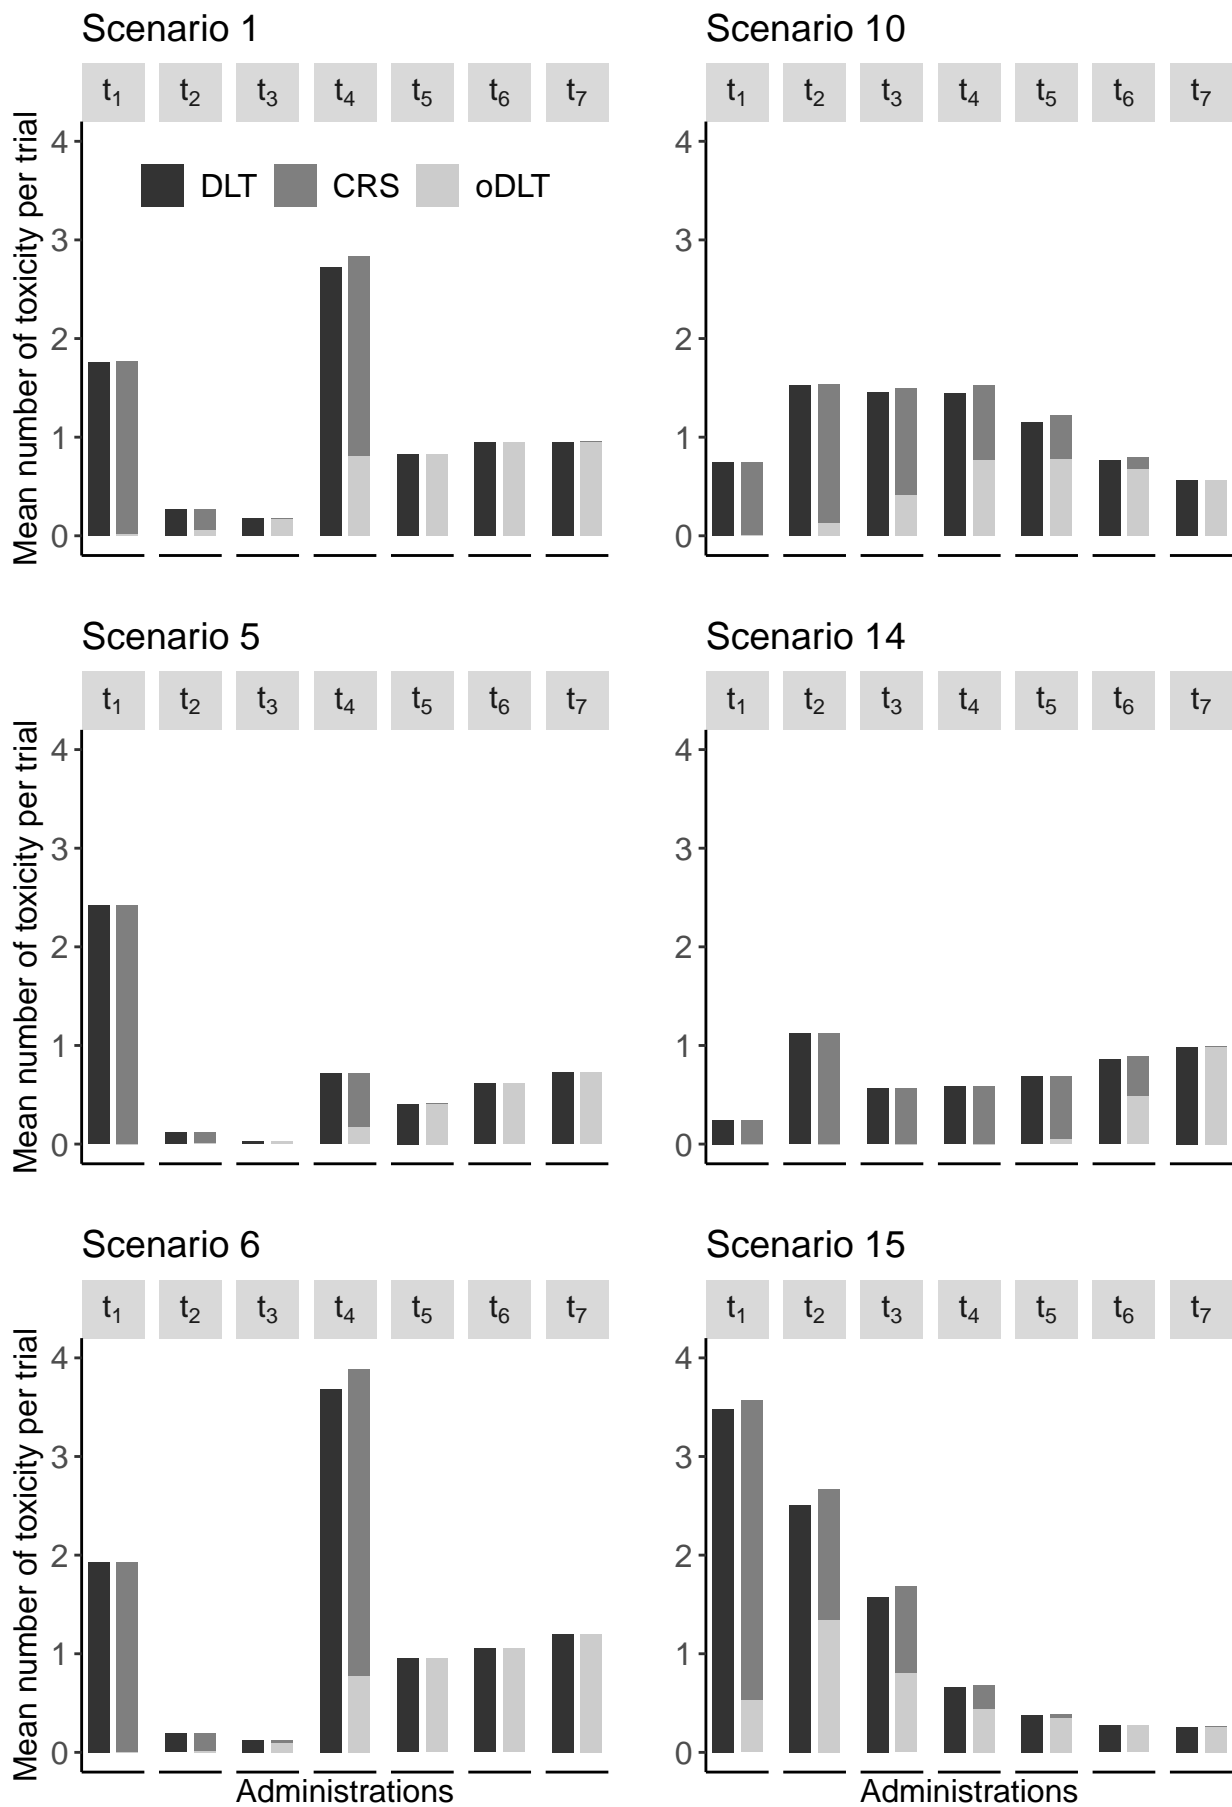 Scenario 1
t1 t2 t3 t4 t5 t6 t7
Mean number of toxicity per trial
4
3
2
1
0
DLT CRS oDLT
Scenario 10
t1 t2 t3 t4 t5 t6 t7
4
3
2
1
0
Scenario 5
t1 t2 t3 t4 t5 t6 t7
Mean number of toxicity per trial
4
3
2
1
0
Scenario 14
t1 t2 t3 t4 t5 t6 t7
4
3
2
1
0
Scenario 6
t1 t2 t3 t4 t5 t6 t7
Mean number of toxicity per trial
4
3
2
1
0
Administrations
Scenario 15
t1 t2 t3 t4 t5 t6 t7
4
3
2
1
0
Administrations